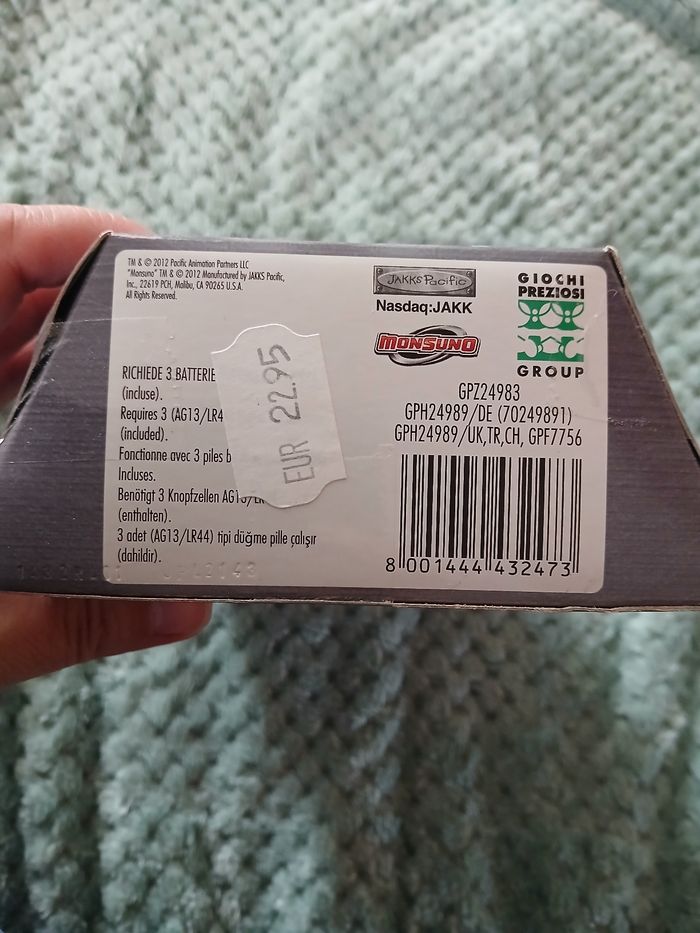 TM & © 2012 Pacific Animation Partners LLC
"Monsuno" TM & © 2012 Manufactured by JAKKS Pacific,
Inc., 22619 PCH, Malibu, CA 90265 U.S.A.
All Rights Reserved.
JAKKS Pacific
Nasdaq:JAKK
MONSUNO
GIOCHI
PREZIOSI
GROUP
RICHIEDE 3 BATTERIE
(incluse).
Requires 3 (AG13/LR4
(included).
Fonctionne avec 3 piles b
Incluses.
Benötigt 3 Knopfzellen AG13/LR
(enthalten).
3 adet (AG13/LR44) tipi düğme pille çalışır
(dahildir).
EUR 22.95
GPZ24983
GPH24989/DE (70249891)
GPH24989/UK,TR,CH, GPF7756
8 001444 432473